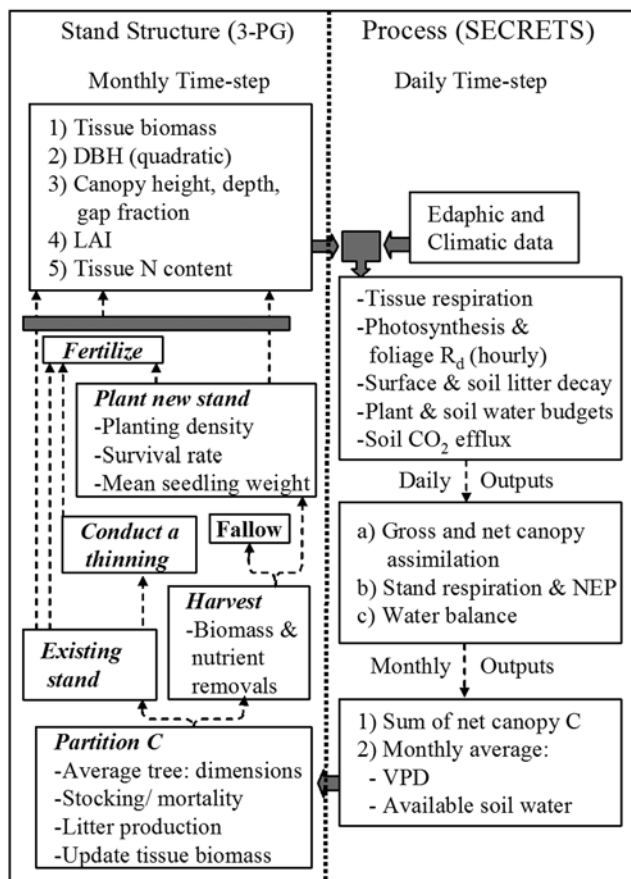 Stand Structure (3-PG)
Monthly Time-step
1) Tissue biomass
2) DBH (quadratic)
3) Canopy height, depth,
gap fraction
4) LAI
5) Tissue N content
Fertilize
Plant new stand
-Planting density
-Survival rate
-Mean seedling weight
Conduct a
thinning
Fallow
Harvest
-Biomass &
nutrient
removals
Existing
stand
Partition C
-Average tree: dimensions
-Stocking/ mortality
-Litter production
-Update tissue biomass
Process (SECRETS)
Daily Time-step
Edaphic and
Climatic data
-Tissue respiration
-Photosynthesis &
foliage Rd (hourly)
-Surface & soil litter decay
-Plant & soil water budgets
-Soil CO2 efflux
Daily Outputs
a) Gross and net canopy
assimilation
b) Stand respiration & NEP
c) Water balance
Monthly Outputs
1) Sum of net canopy C
2) Monthly average:
- VPD
- Available soil water